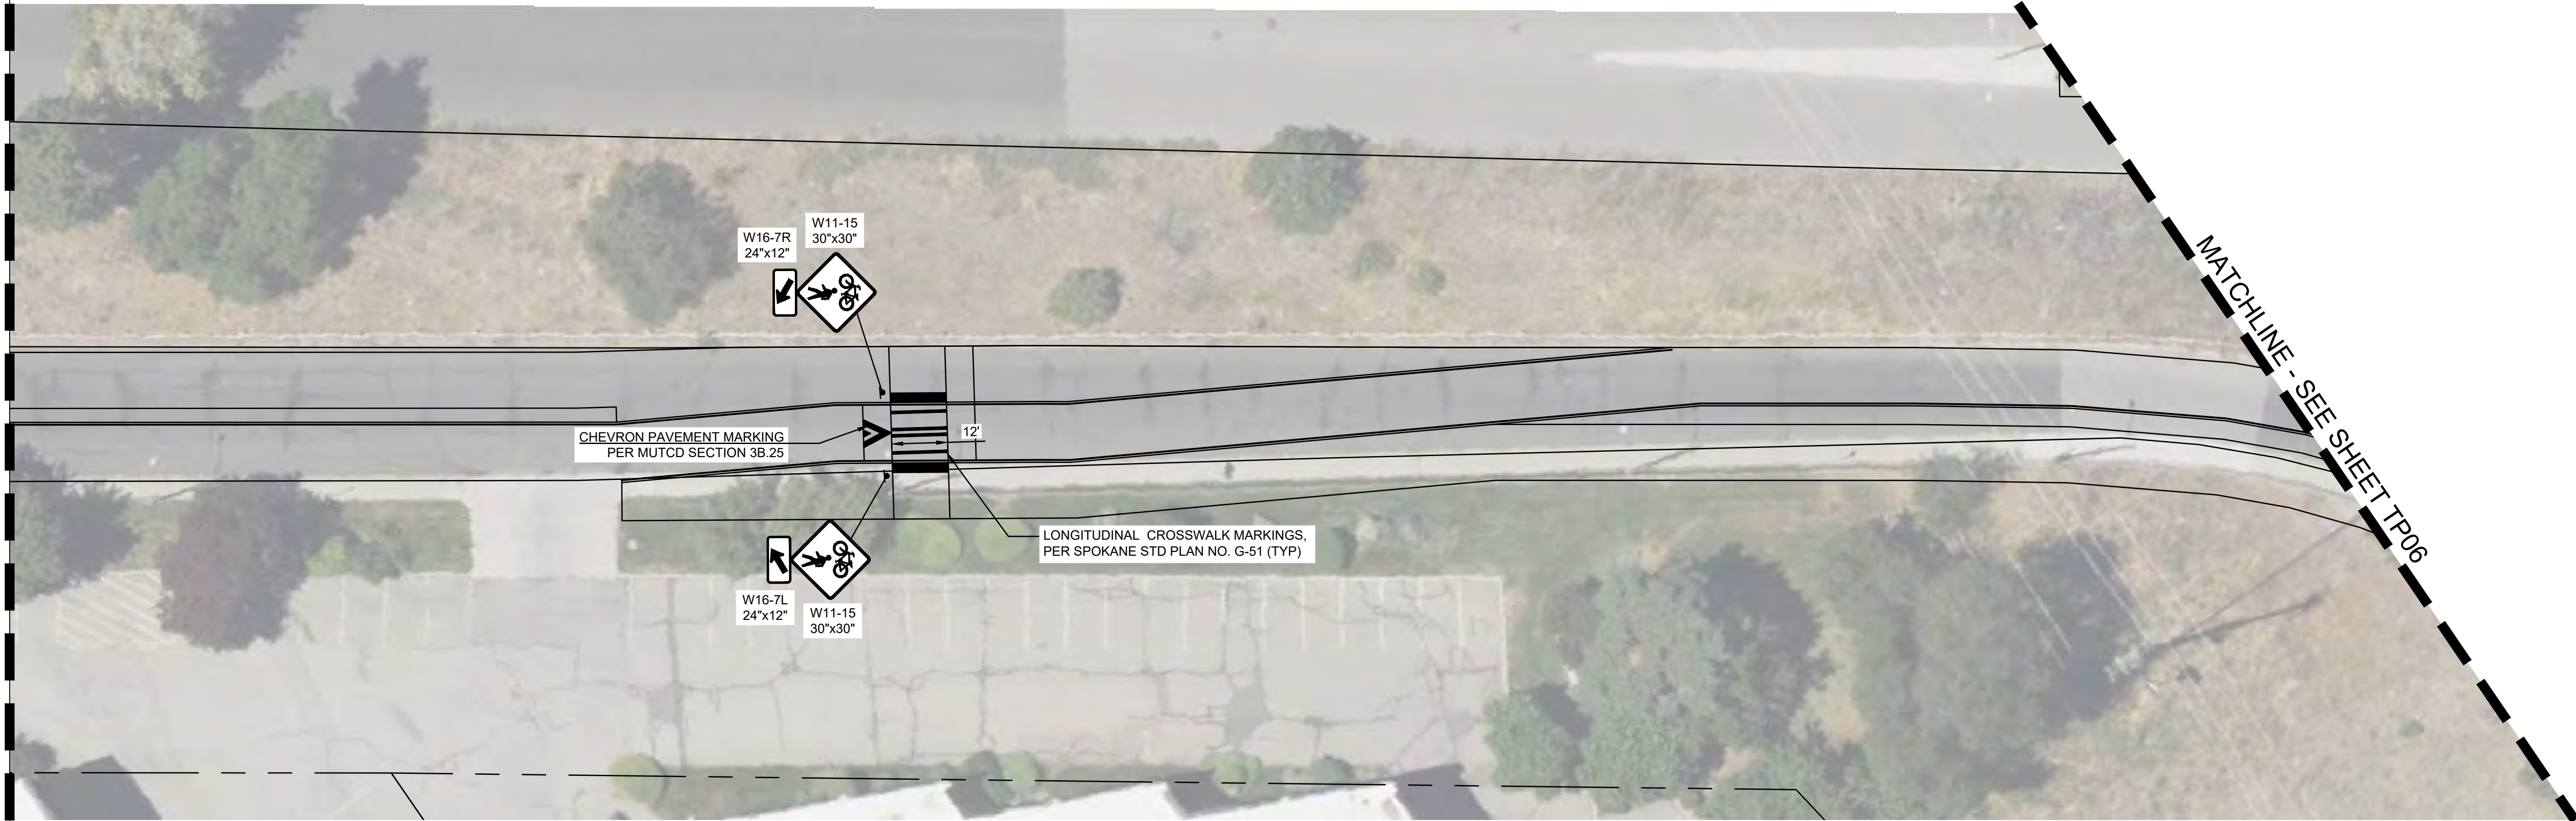 W11-15
30"x30"
W16-7R
24"x12"
CHEVRON PAVEMENT MARKING
PER MUTCD SECTION 3B.25
12'
LONGITUDINAL CROSSWALK MARKINGS,
PER SPOKANE STD PLAN NO. G-51 (TYP)
W16-7L
24"x12"
W11-15
30"x30"
MATCHLINE - SEE SHEET TP06